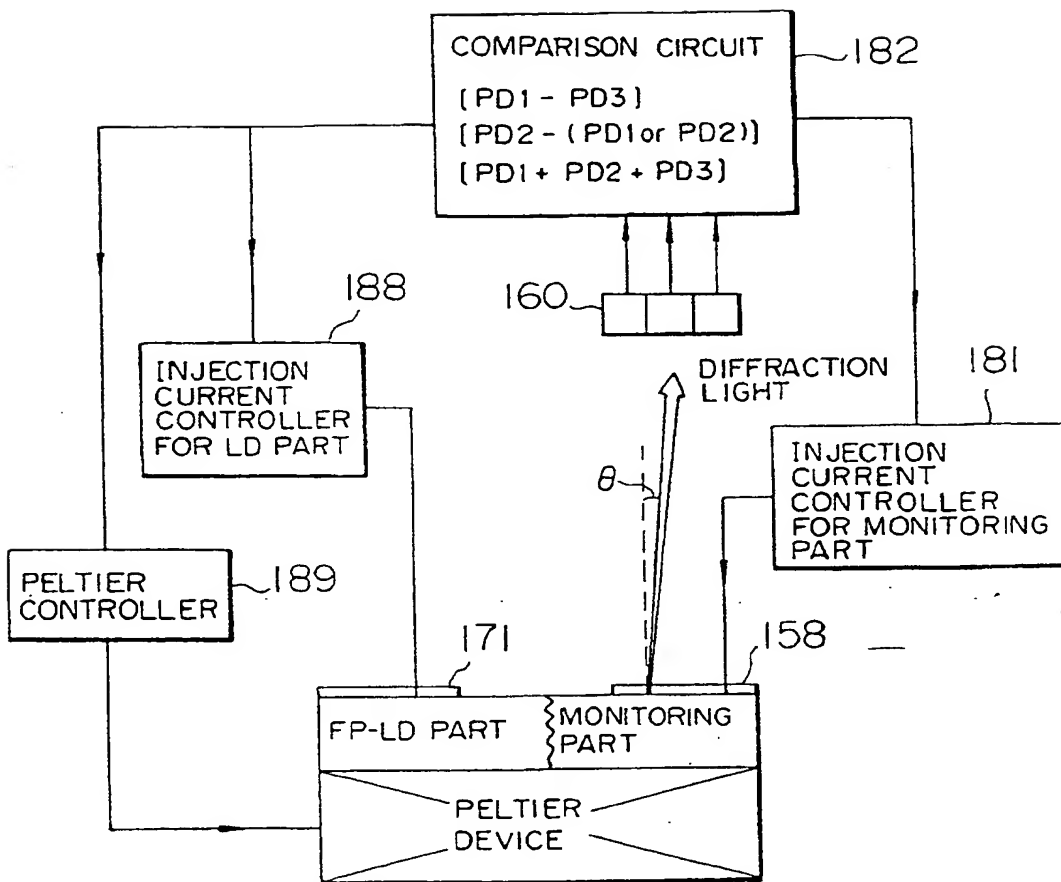 COMPARISON CIRCUIT
[PD1 - PD3]
[PD2 - (PD1 or PD2)]
[PD1 + PD2 + PD3]
182
160
188
INJECTION
CURRENT
CONTROLLER
FOR LD PART
DIFFRACTION
LIGHT
181
INJECTION
CURRENT
CONTROLLER
FOR MONITORING
PART
θ
PELTIER
CONTROLLER
189
171
158
FP-LD PART
MONITORING
PART
PELTIER
DEVICE